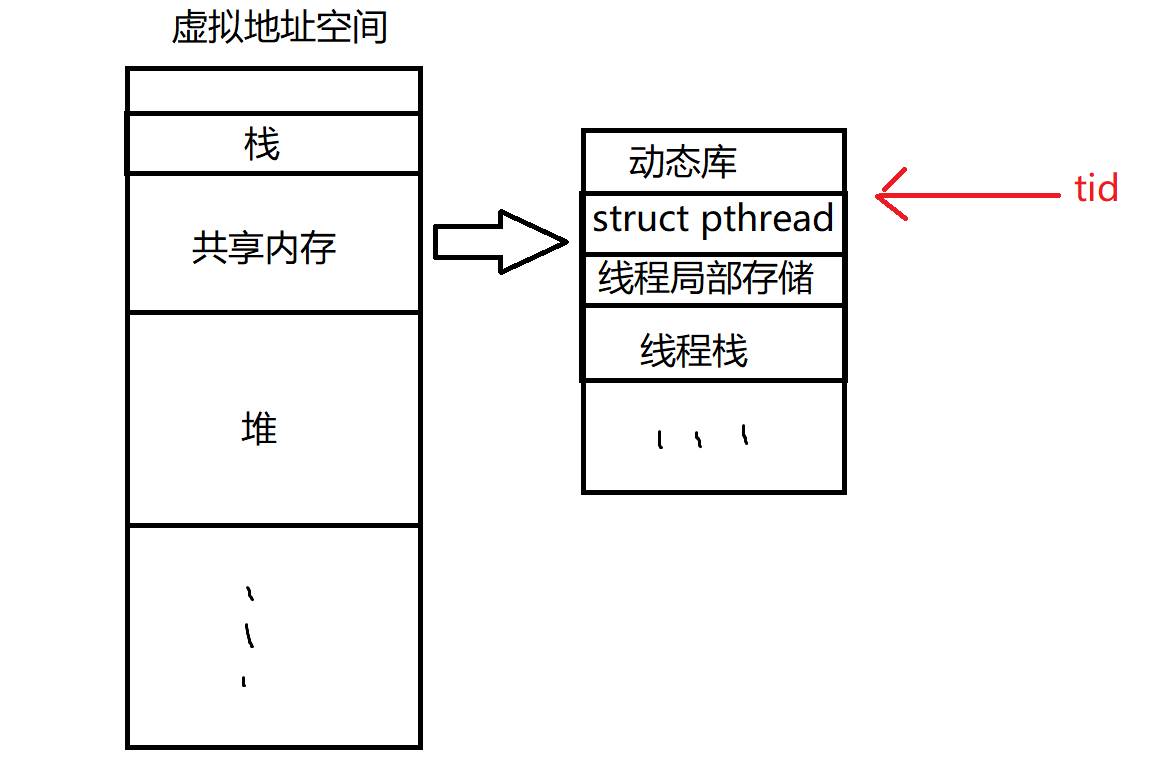 虚拟地址空间
栈
共享内存
堆
动态库
struct pthread
线程局部存储
线程栈
tid